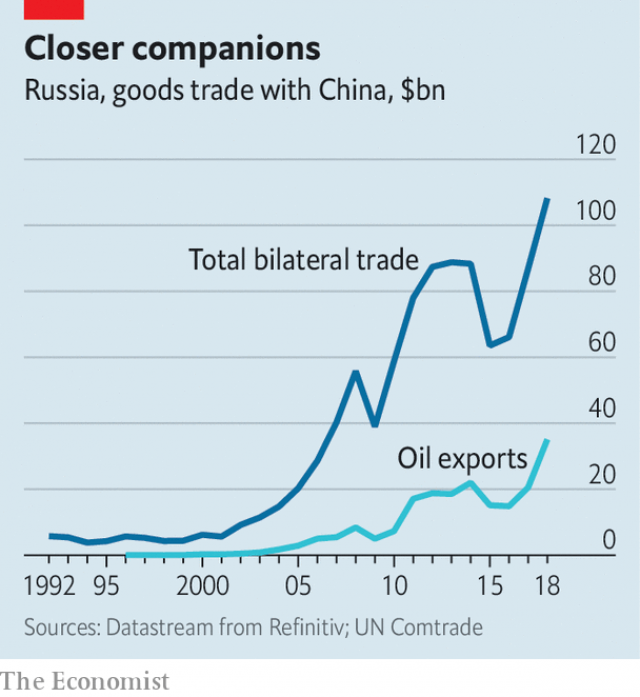 Closer companions
Russia, goods trade with China, $bn
120
100
Total bilateral trade
80
60
40
Oil exports
20
0
1992 95 2000 05 10 15 18
Sources: Datastream from Refinitiv; UN Comtrade
The Economist